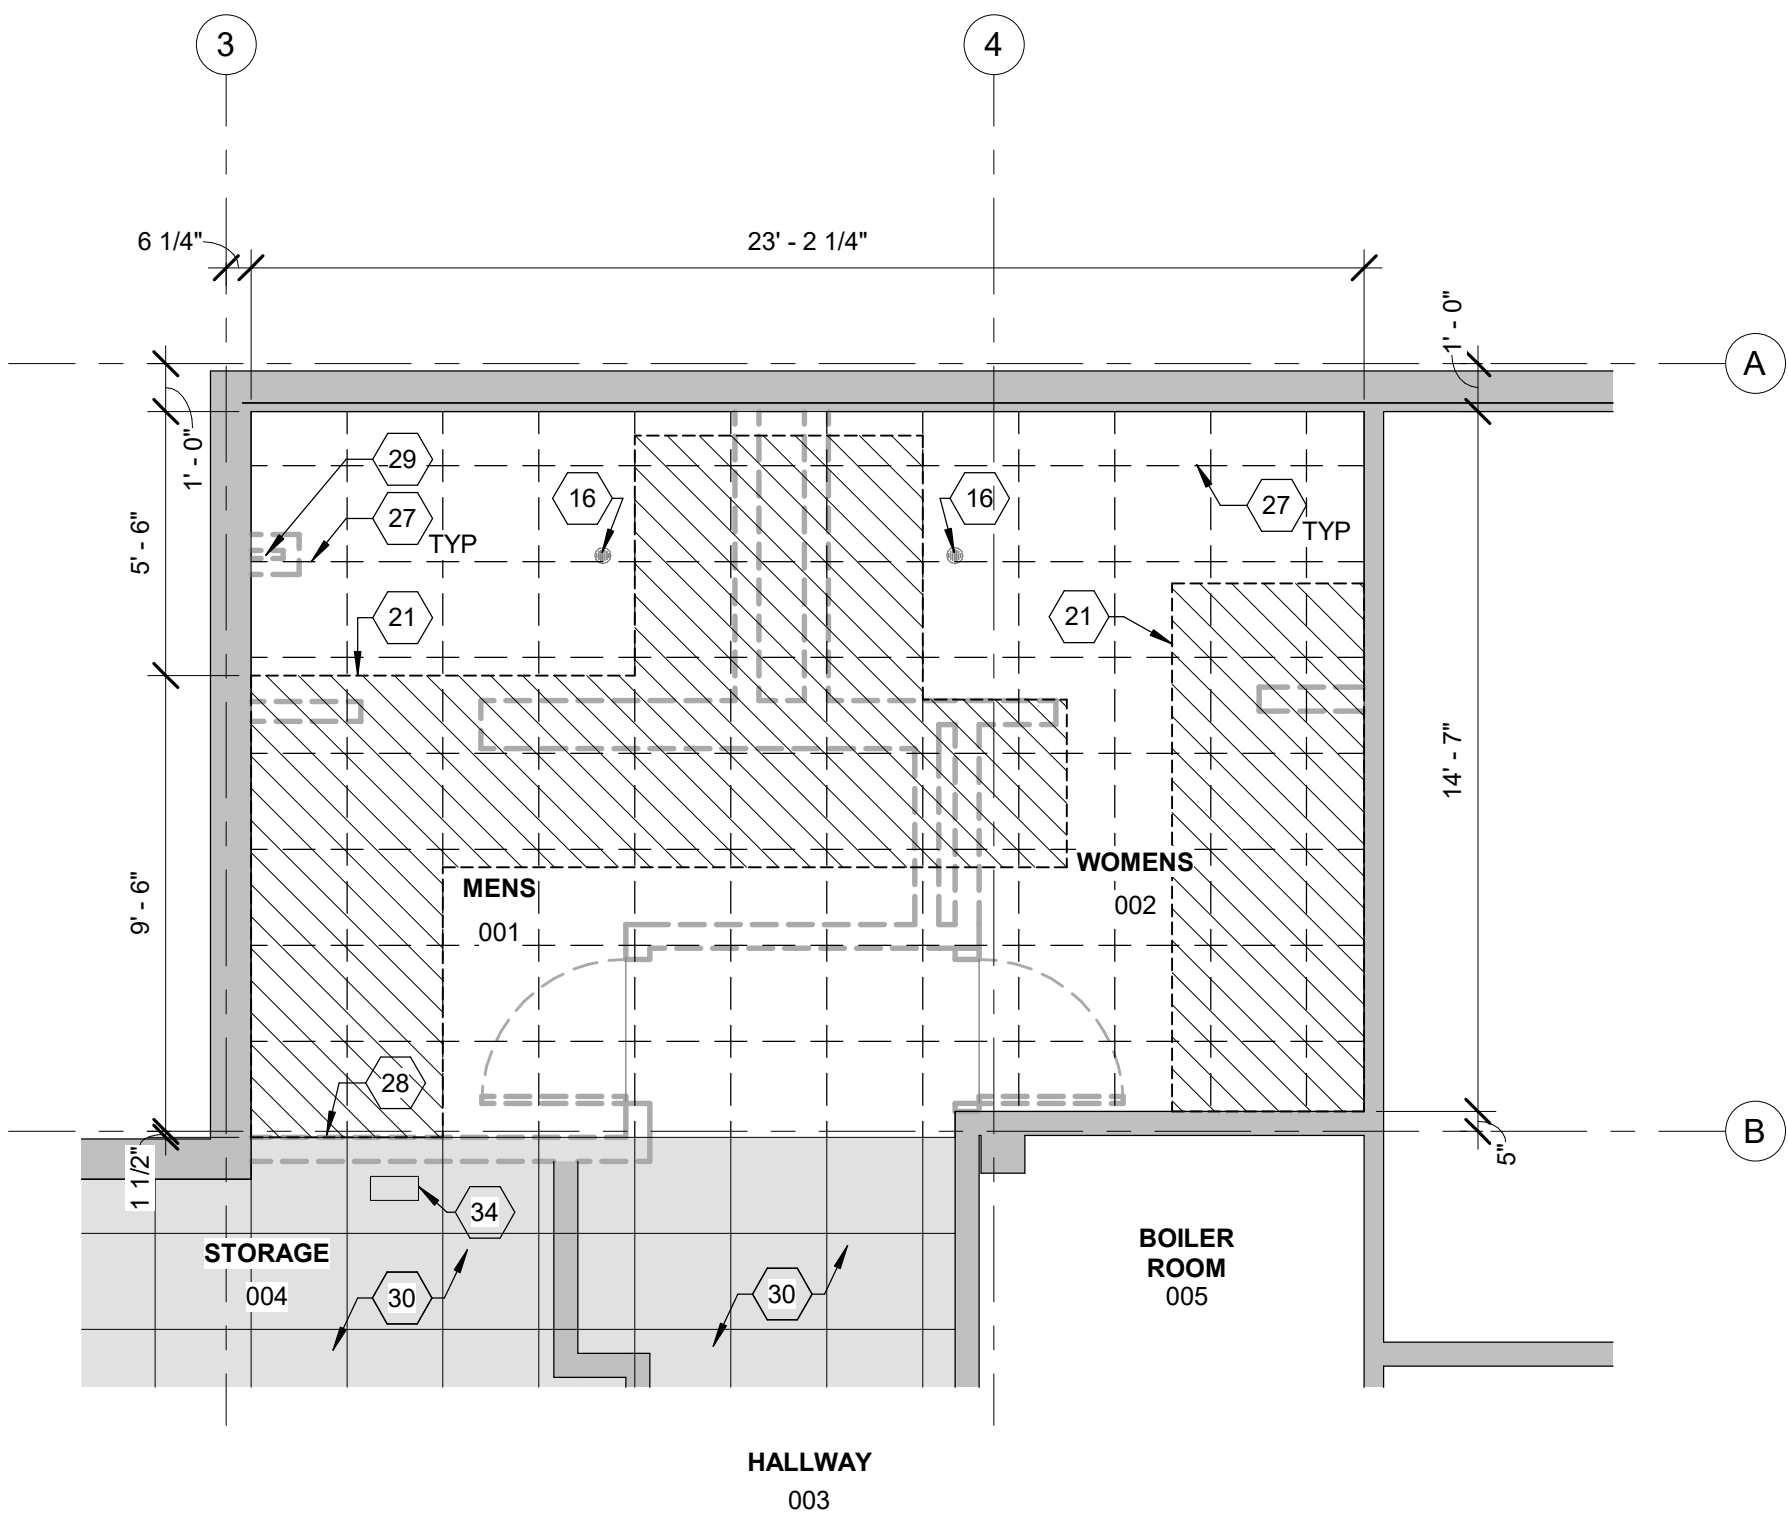 3
4
6 1/4"
23' - 2 1/4"
1' - 0"
A
1' - 0"
29
16
16
27
TYP
27
TYP
5' - 6"
21
21
14' - 7"
WOMENS
002
MENS
001
9' - 6"
28
B
5"
1 1/2"
34
STORAGE
004
30
30
BOILER
ROOM
005
HALLWAY
003